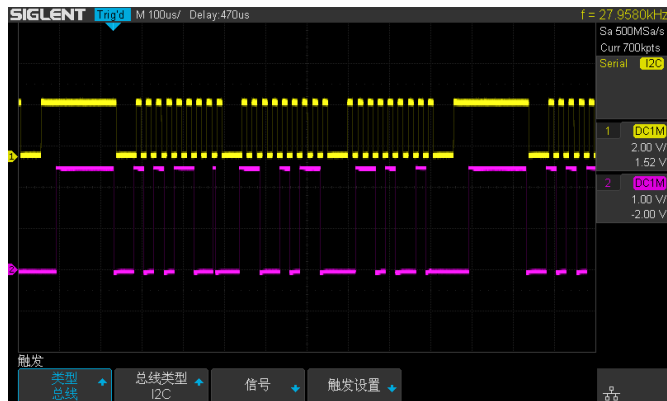 SIGLENT Trig'd M 100us/ Delay:470us f = 27.9580kHz
Sa 500MSa/s
Curr 700kpts
Serial I2C
1 DC1M
2.00 V/
1.52 V
2 DC1M
1.00 V/
-2.00 V
1
2
触发
类型 总线类型 信号 触发设置
总线 I2C